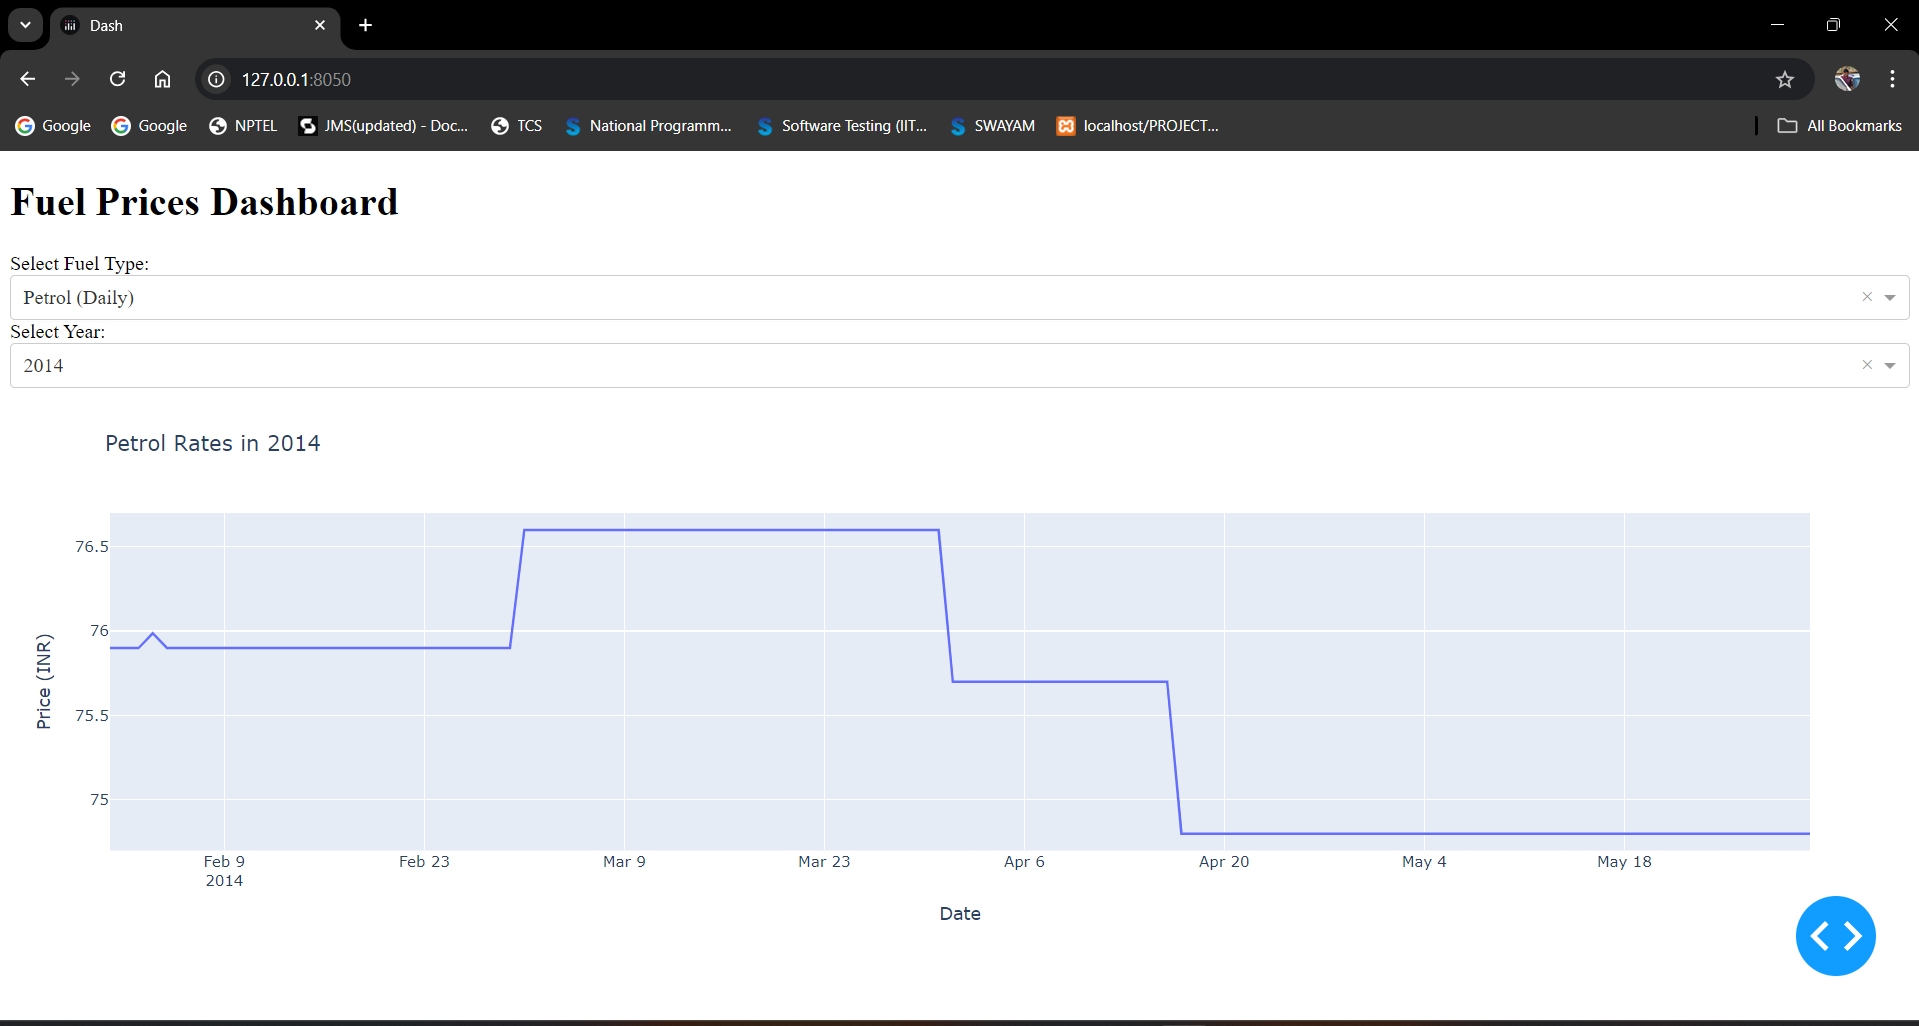 Dash
127.0.0.1:8050
Google
Google
NPTEL
JMS(updated) - Doc...
TCS
National Programm...
Software Testing (IIT...
SWAYAM
localhost/PROJECT...
All Bookmarks
Fuel Prices Dashboard
Select Fuel Type:
Petrol (Daily)
Select Year:
2014
Petrol Rates in 2014
76.5
76
75.5
75
Price (INR)
Feb 9
2014
Feb 23
Mar 9
Mar 23
Apr 6
Apr 20
May 4
May 18
Date